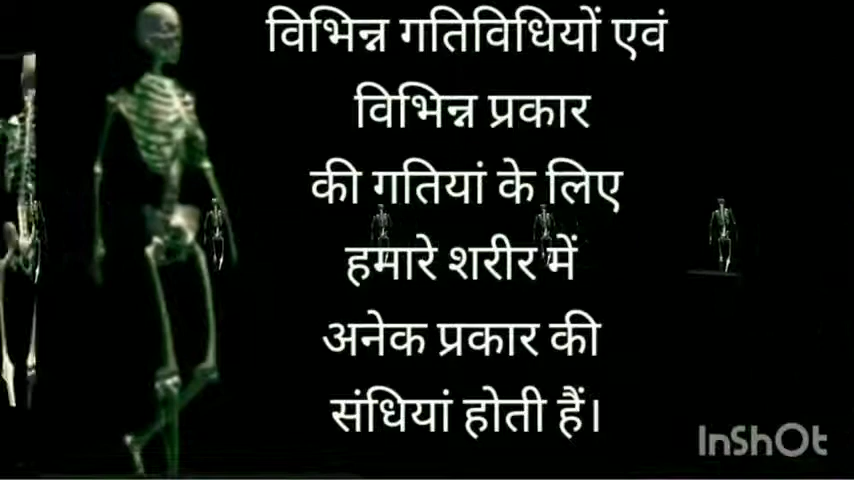 विभिन्न गतिविधियों एवं
विभिन्न प्रकार
की गतियां के लिए
हमारे शरीर में
अनेक प्रकार की
संधियां होती हैं।
InShOt